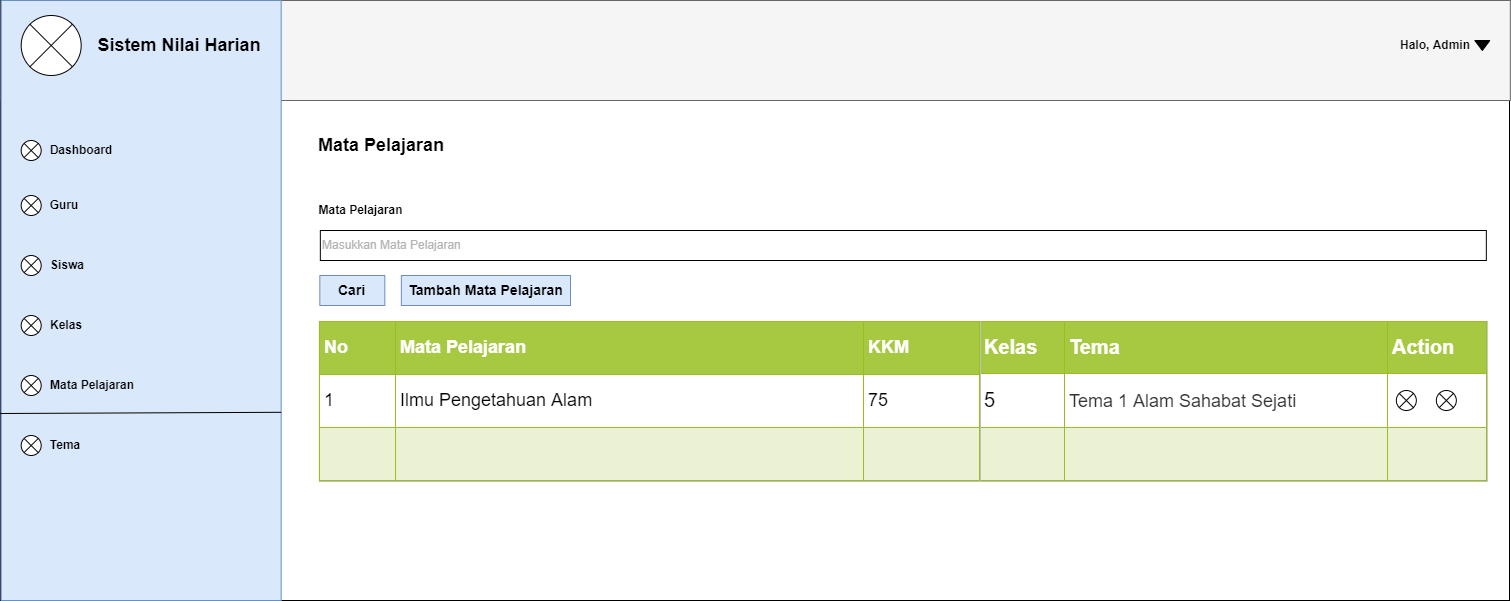 Sistem Nilai Harian
Halo, Admin
Dashboard
Guru
Siswa
Kelas
Mata Pelajaran
Tema
Mata Pelajaran
Mata Pelajaran
Masukkan Mata Pelajaran
Cari Tambah Mata Pelajaran
No Mata Pelajaran KKM Kelas Tema Action
1 Ilmu Pengetahuan Alam 75 5 Tema 1 Alam Sahabat Sejati